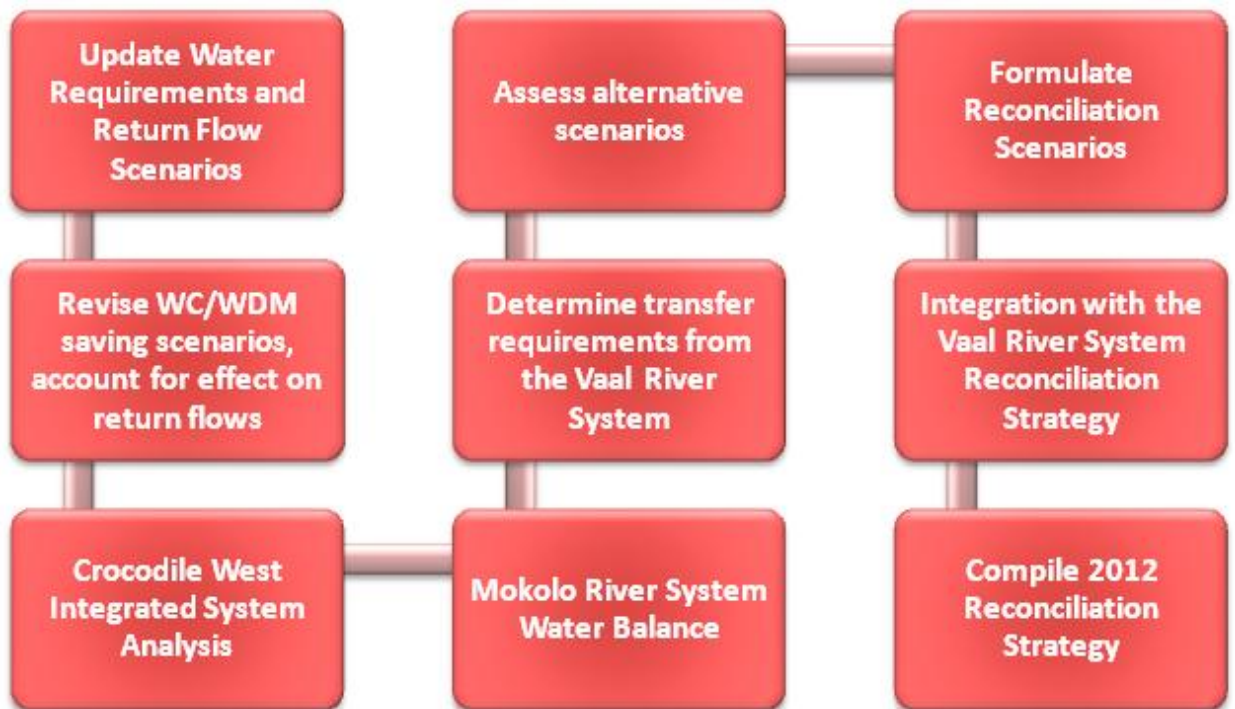 Update Water
Requirements and
Return Flow
Scenarios
Revise WC/WDM
saving scenarios,
account for effect on
return flows
Crocodile West
Integrated System
Analysis
Mokolo River System
Water Balance
Determine transfer
requirements from
the Vaal River
System
Assess alternative
scenarios
Formulate
Reconciliation
Scenarios
Integration with the
Vaal River System
Reconciliation
Strategy
Compile 2012
Reconciliation
Strategy